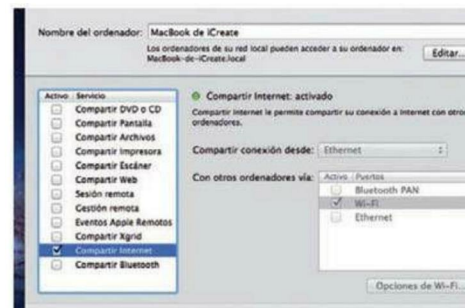 Nombre del ordenador: MacBook de iCreate
Los ordenadores de su red local pueden acceder a su ordenador en:
MacBook-de-iCreate.local
Editar...
Activo Servicio
Compartir DVD o CD
Compartir Pantalla
Compartir Archivos
Compartir Impresora
Compartir Escáner
Compartir Web
Sesión remota
Gestión remota
Eventos Apple Remotos
Compartir Xgrid
Compartir Internet
Compartir Bluetooth
Compartir Internet: activado
Compartir Internet le permite compartir su conexión a Internet con otros
ordenadores.
Compartir conexión desde: Ethernet
Con otros ordenadores vía:
Activo Puertos
Bluetooth PAN
Wi-Fi
Ethernet
Opciones de Wi-Fi...